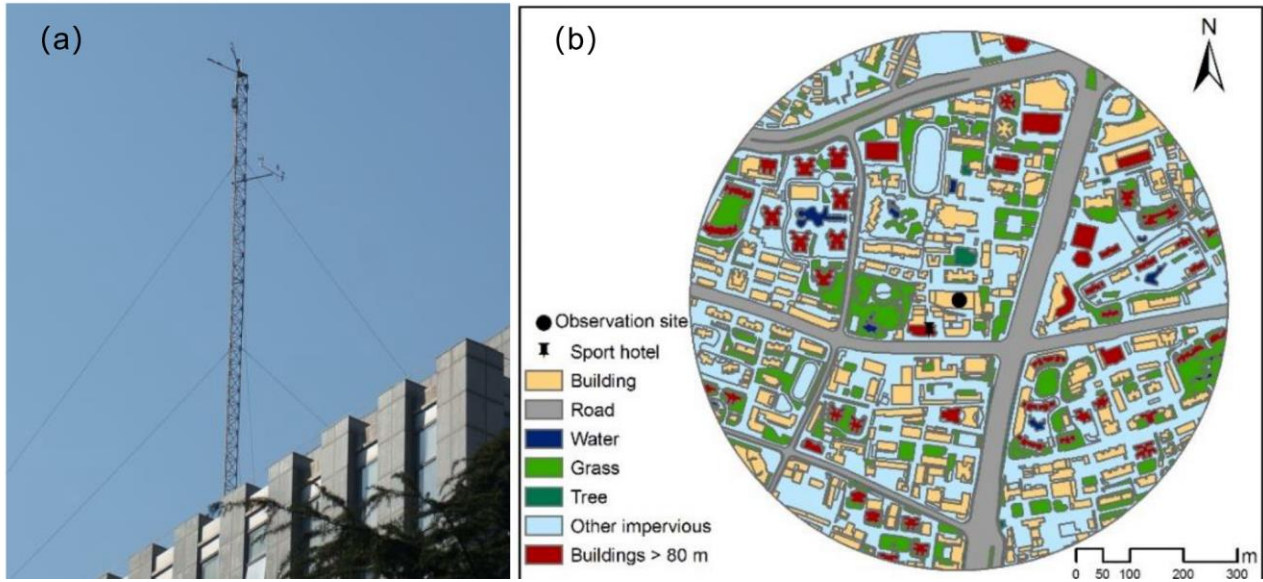 (a)
(b)
N
Observation site
Sport hotel
Building
Road
Water
Grass
Tree
Other impervious
Buildings > 80 m
m
0 50 100 200 300